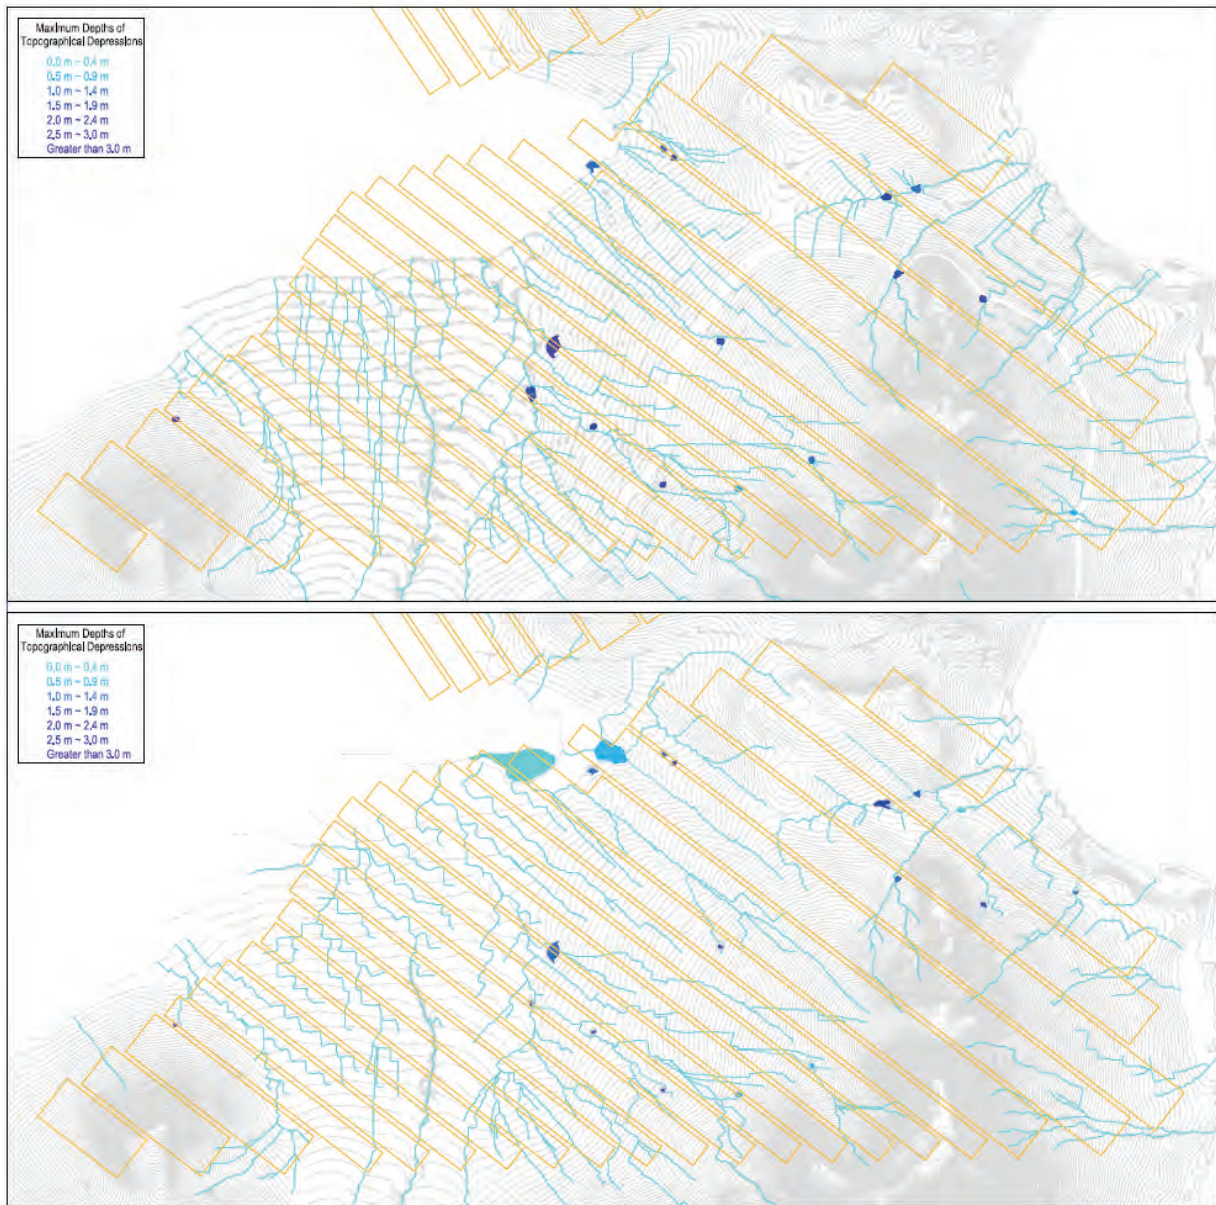 Maximum Depths of
Topographical Depressions
0.0 m ~ 0.4 m
0.5 m ~ 0.9 m
1.0 m ~ 1.4 m
1.5 m ~ 1.9 m
2.0 m ~ 2.4 m
2.5 m ~ 3.0 m
Greater than 3.0 m
Maximum Depths of
Topographical Depressions
0.0 m ~ 0.4 m
0.5 m ~ 0.9 m
1.0 m ~ 1.4 m
1.5 m ~ 1.9 m
2.0 m ~ 2.4 m
2.5 m ~ 3.0 m
Greater than 3.0 m